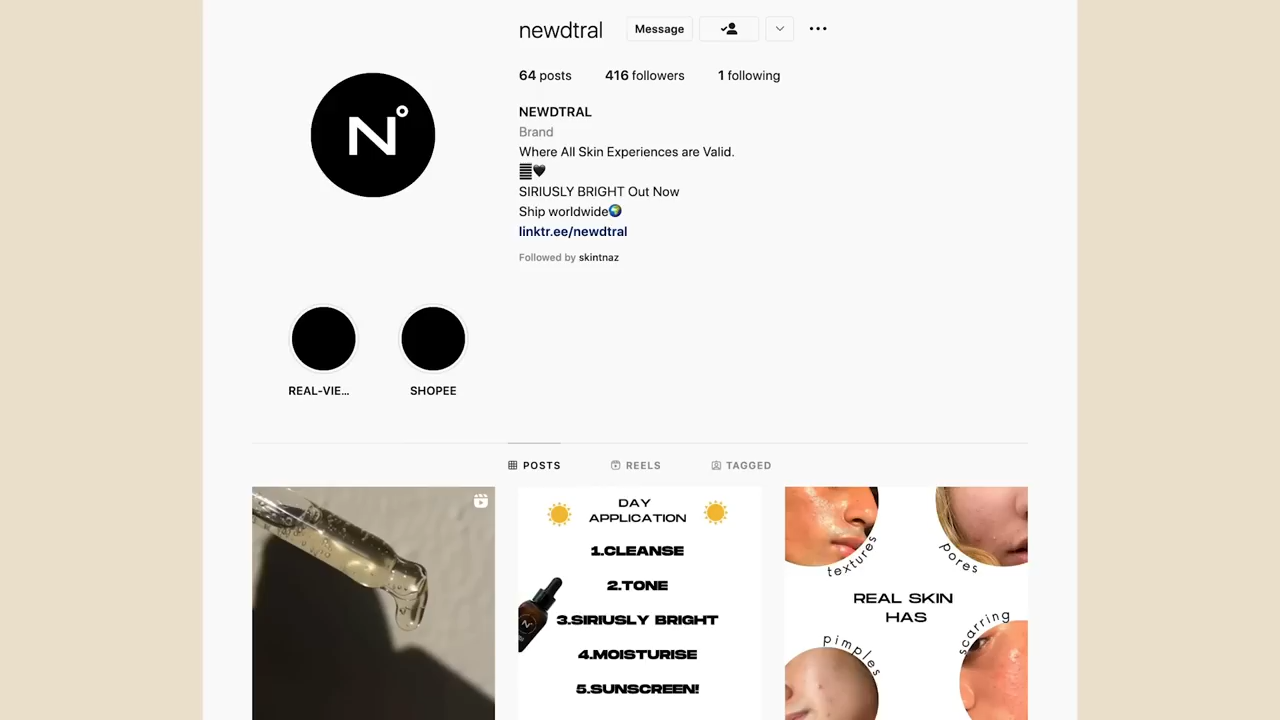 newdtral
Message
64 posts
416 followers
1 following
N°
NEWDTRAL
Brand
Where All Skin Experiences are Valid.
SIRIUSLY BRIGHT Out Now
Ship worldwide🌍
linktr.ee/newdtral
Followed by skintnaz
REAL-VIE...
SHOPEE
POSTS
REELS
TAGGED
DAY
APPLICATION
1.CLEANSE
2.TONE
3.SIRIUSLY BRIGHT
4.MOISTURISE
5.SUNSCREEN!
textures
pores
REAL SKIN
HAS
pimples
scarring